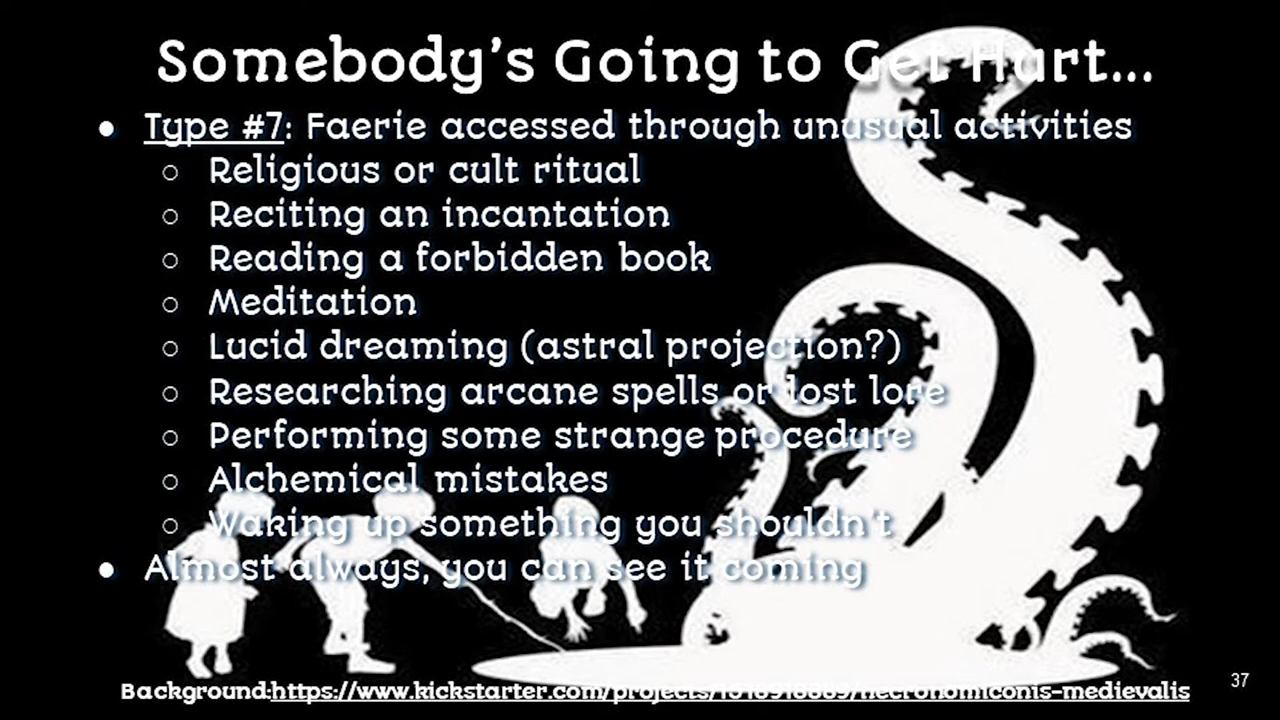 Somebody's Going to Get Hurt...
● Type #7: Faerie accessed through unusual activities
○ Religious or cult ritual
○ Reciting an incantation
○ Reading a forbidden book
○ Meditation
○ Lucid dreaming (astral projection?)
○ Researching arcane spells or lost lore
○ Performing some strange procedure
○ Alchemical mistakes
○ Waking up something you shouldn't
● Almost always, you can see it coming
Background:https://www.kickstarter.com/projects/1516916669/necronomiconis-medievalis
37